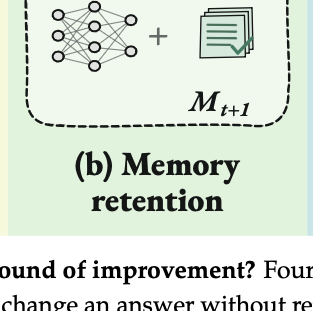 +
M_{t+1}
(b) Memory
retention
ound of improvement? Four
change an answer without re